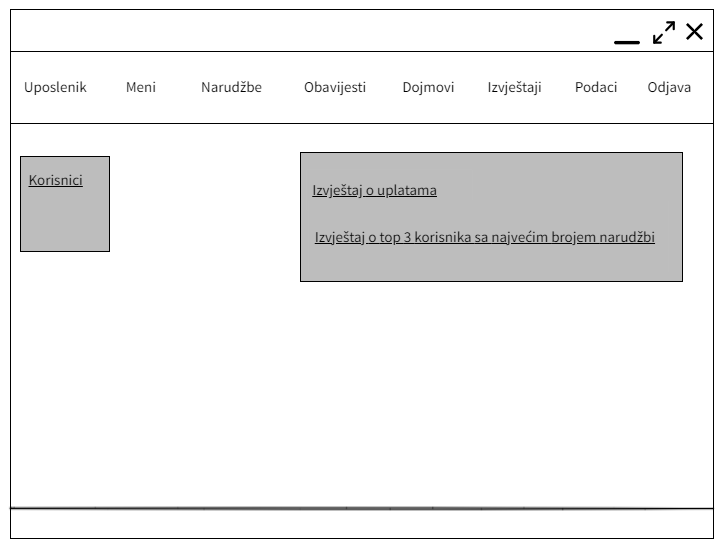 Uposlenik Meni Narudžbe Obavijesti Dojmovi Izvještaji Podaci Odjava
Korisnici
Izvještaj o uplatama
Izvještaj o top 3 korisnika sa najvećim brojem narudžbi